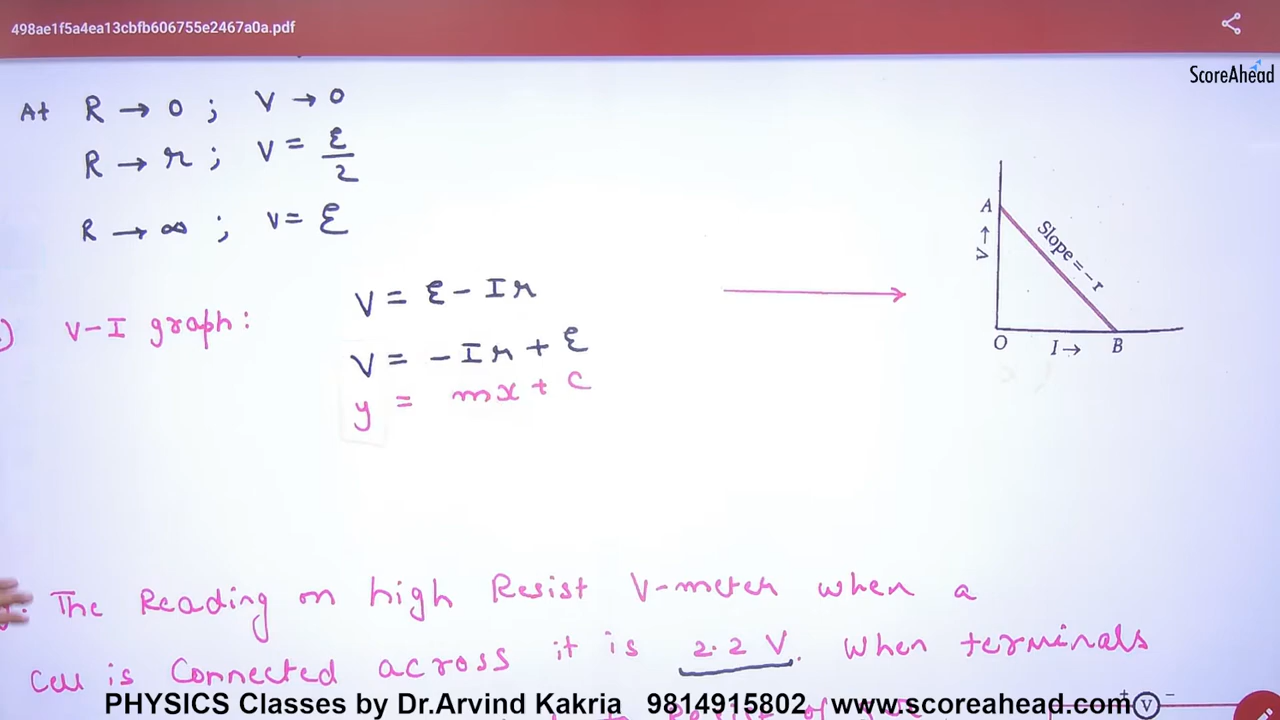 498ae1f5a4ea13cbfb606755e2467a0a.pdf
ScoreAhead
At R → 0 ; V → 0
R → r ; V = ε/2
R → ∞ ; V = ε
) V-I graph:
V = ε - Ir
V = -Ir + ε
y = mx + c
A
V →
Slope = -r
O I→ B
The Reading on high Resist V-meter when a
Cell is Connected across it is 2.2 V. When terminals
+ V -
PHYSICS Classes by Dr.Arvind Kakria 9814915802 www.scoreahead.com